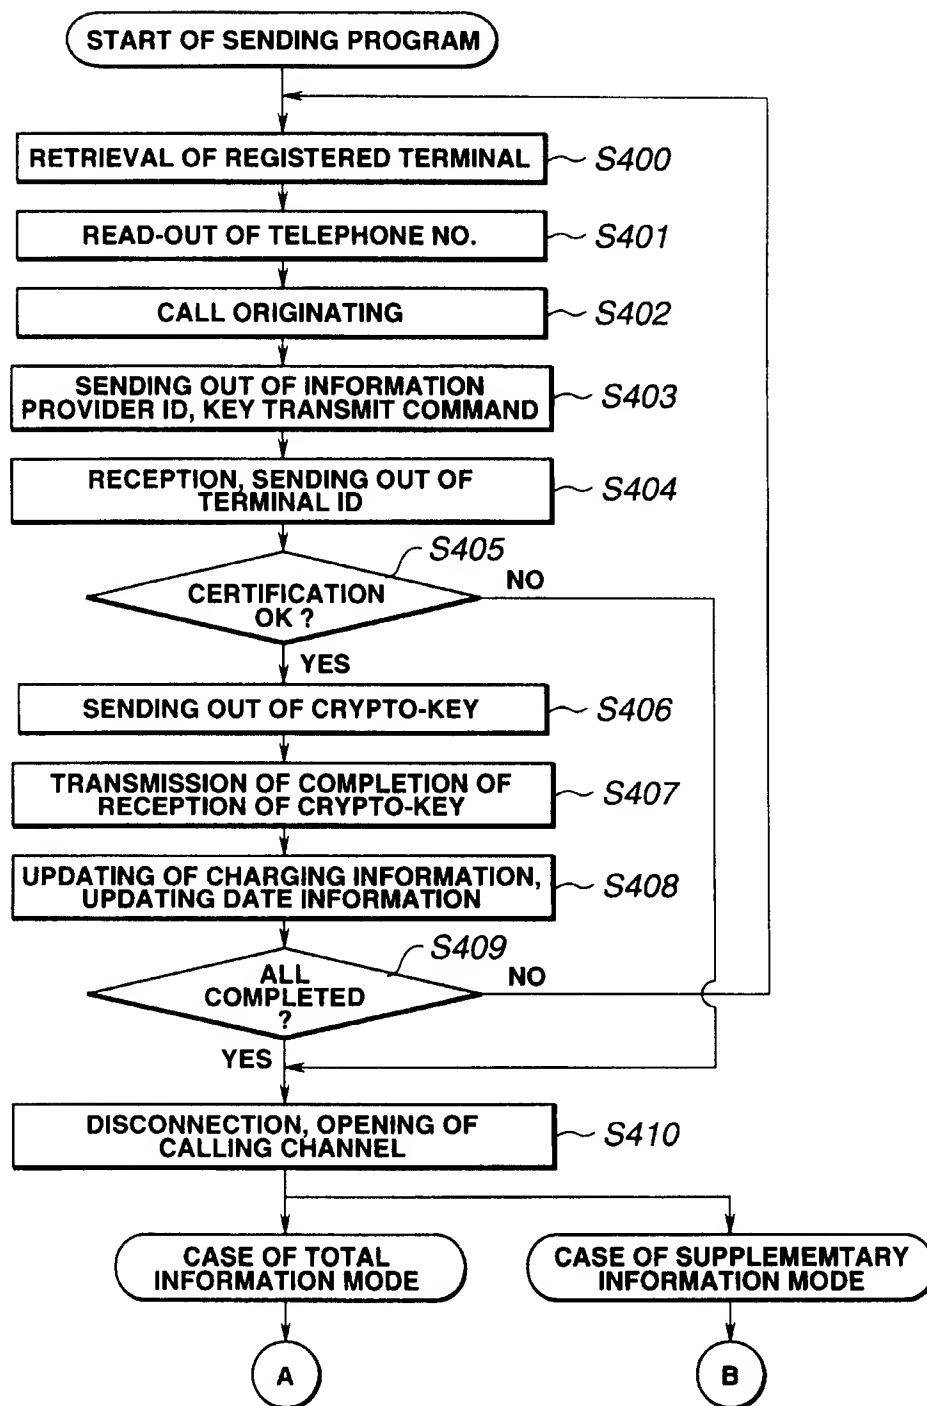 START OF SENDING PROGRAM
RETRIEVAL OF REGISTERED TERMINAL
S400
READ-OUT OF TELEPHONE NO.
S401
CALL ORIGINATING
S402
SENDING OUT OF INFORMATION
PROVIDER ID, KEY TRANSMIT COMMAND
S403
RECEPTION, SENDING OUT OF
TERMINAL ID
S404
S405
CERTIFICATION
OK ?
NO
YES
SENDING OUT OF CRYPTO-KEY
S406
TRANSMISSION OF COMPLETION OF
RECEPTION OF CRYPTO-KEY
S407
UPDATING OF CHARGING INFORMATION,
UPDATING DATE INFORMATION
S408
S409
ALL
COMPLETED
?
NO
YES
DISCONNECTION, OPENING OF
CALLING CHANNEL
S410
CASE OF TOTAL
INFORMATION MODE
CASE OF SUPPLEMEMTARY
INFORMATION MODE
A
B